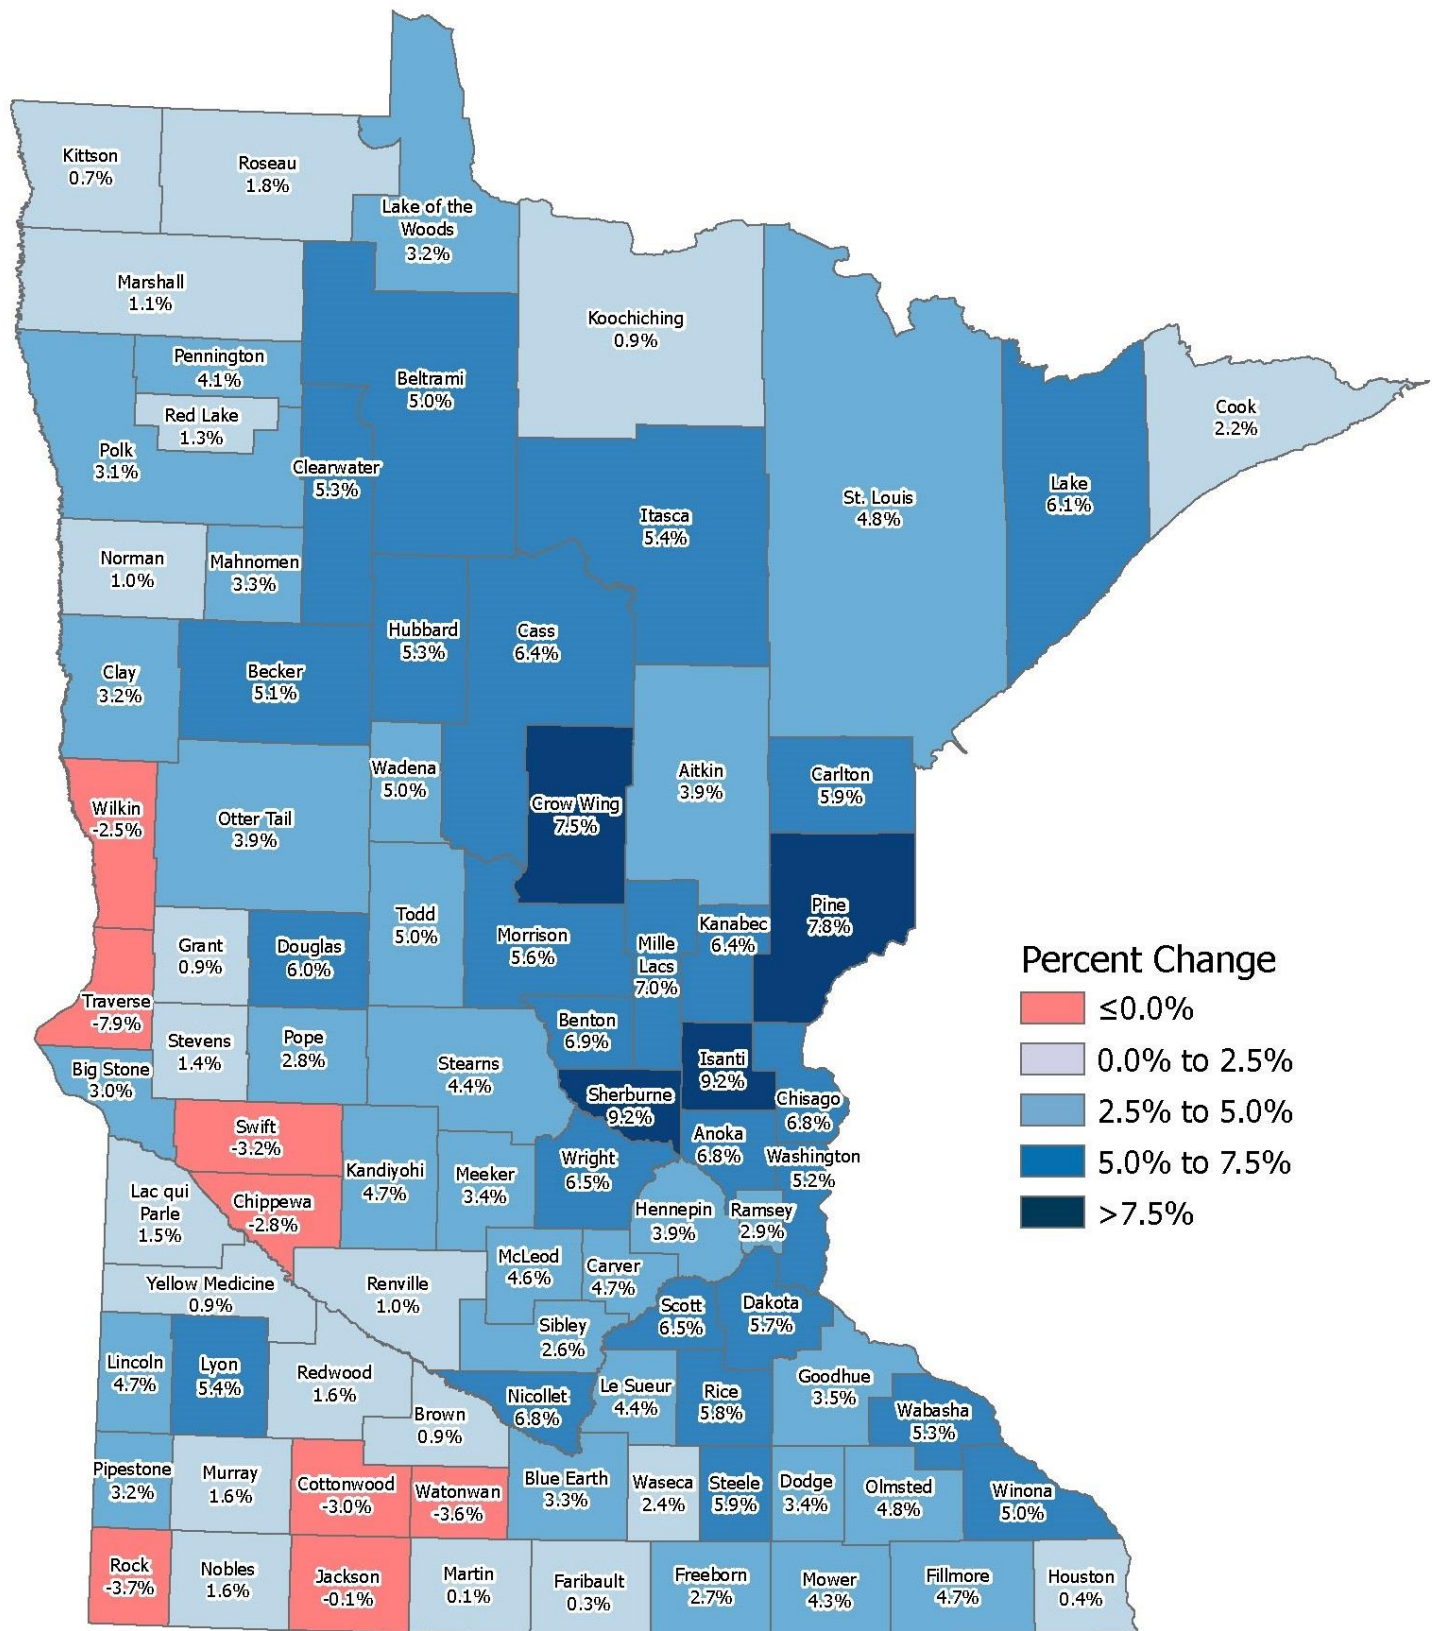 Kittson
0.7%
Roseau
1.8%
Lake of the
Woods
3.2%
Marshall
1.1%
Koochiching
0.9%
Pennington
4.1%
Beltrami
5.0%
Red Lake
1.3%
Cook
2.2%
Polk
3.1%
Clearwater
5.3%
Lake
6.1%
St. Louis
4.8%
Itasca
5.4%
Norman
1.0%
Mahnomen
3.3%
Hubbard
5.3%
Cass
6.4%
Clay
3.2%
Becker
5.1%
Wadena
5.0%
Aitkin
3.9%
Carlton
5.9%
Wilkin
-2.5%
Otter Tail
3.9%
Crow Wing
7.5%
Pine
7.8%
Todd
5.0%
Kanabec
6.4%
Grant
0.9%
Douglas
6.0%
Morrison
5.6%
Mille
Lacs
7.0%
Percent Change
≤0.0%
0.0% to 2.5%
2.5% to 5.0%
5.0% to 7.5%
>7.5%
Traverse
-7.9%
Stevens
1.4%
Pope
2.8%
Benton
6.9%
Big Stone
3.0%
Stearns
4.4%
Isanti
9.2%
Sherburne
9.2%
Chisago
6.8%
Swift
-3.2%
Anoka
6.8%
Kandiyohi
4.7%
Meeker
3.4%
Wright
6.5%
Washington
5.2%
Lac qui
Parle
1.5%
Chippewa
-2.8%
Hennepin
3.9%
Ramsey
2.9%
Yellow Medicine
0.9%
Renville
1.0%
McLeod
4.6%
Carver
4.7%
Scott
6.5%
Dakota
5.7%
Sibley
2.6%
Lincoln
4.7%
Lyon
5.4%
Redwood
1.6%
Nicollet
6.8%
Le Sueur
4.4%
Rice
5.8%
Goodhue
3.5%
Wabasha
5.3%
Brown
0.9%
Pipestone
3.2%
Murray
1.6%
Cottonwood
-3.0%
Watonwan
-3.6%
Blue Earth
3.3%
Waseca
2.4%
Steele
5.9%
Dodge
3.4%
Olmsted
4.8%
Winona
5.0%
Rock
-3.7%
Nobles
1.6%
Jackson
-0.1%
Martin
0.1%
Faribault
0.3%
Freeborn
2.7%
Mower
4.3%
Fillmore
4.7%
Houston
0.4%